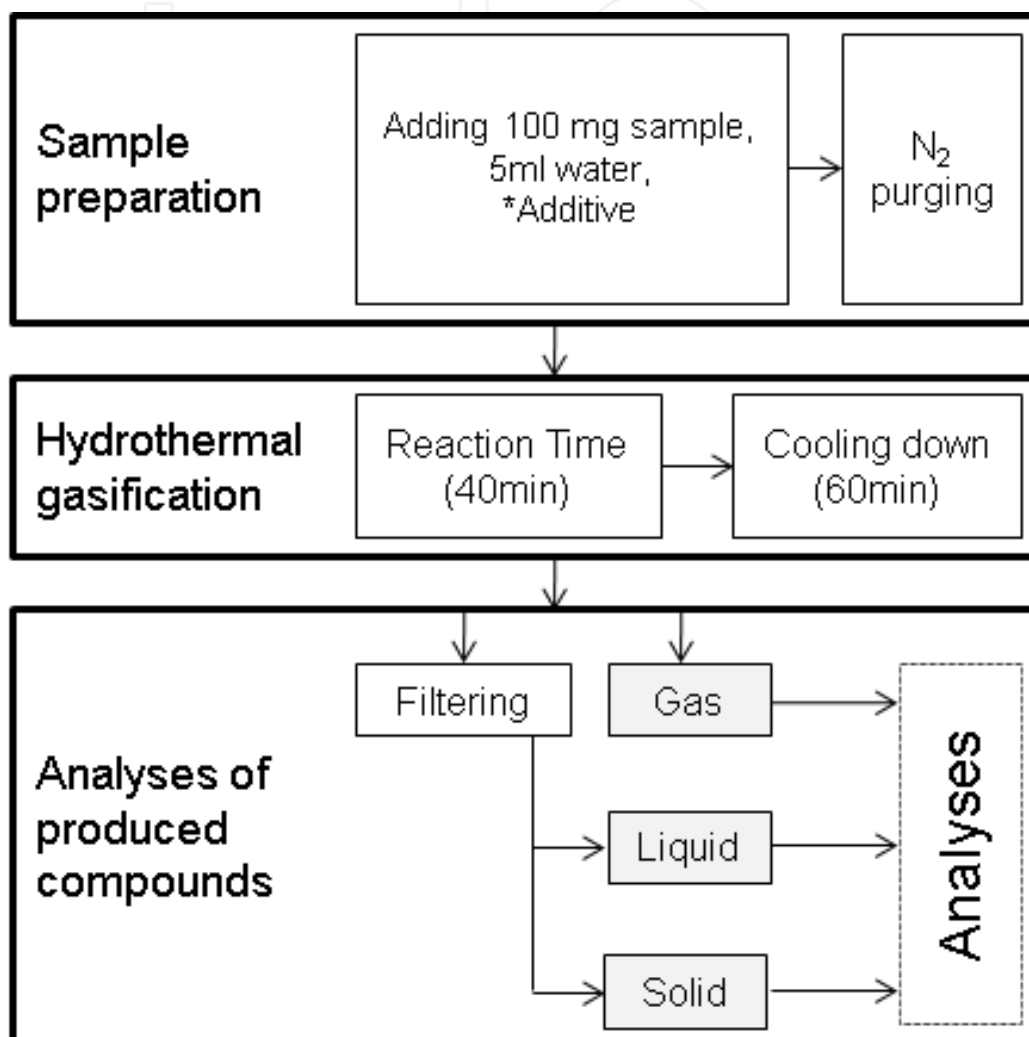 Sample
preparation
Adding 100 mg sample,
5ml water,
*Additive
N₂
purging
Hydrothermal
gasification
Reaction Time
(40min)
Cooling down
(60min)
Analyses of
produced
compounds
Filtering
Gas
Liquid
Solid
Analyses